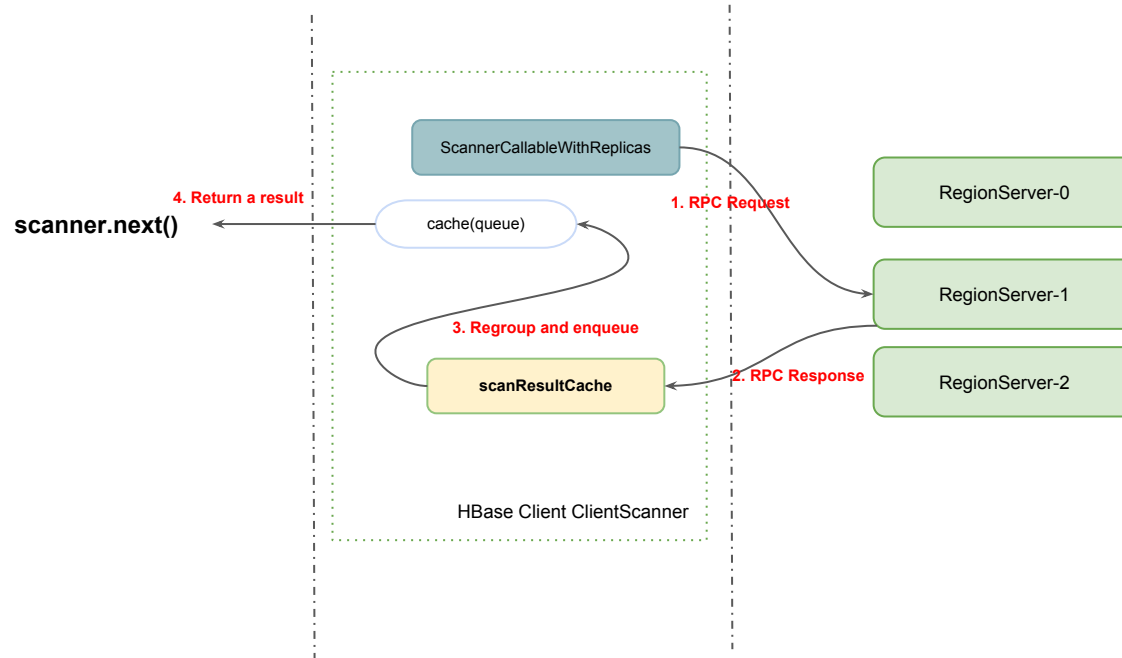 ScannerCallableWithReplicas
RegionServer-0
4. Return a result
1. RPC Request
scanner.next()
cache(queue)
RegionServer-1
3. Regroup and enqueue
2. RPC Response
scanResultCache
RegionServer-2
HBase Client ClientScanner